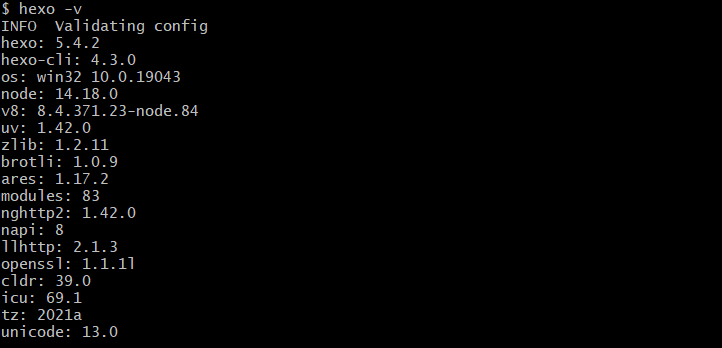 $ hexo -v
INFO  Validating config
hexo: 5.4.2
hexo-cli: 4.3.0
os: win32 10.0.19043
node: 14.18.0
v8: 8.4.371.23-node.84
uv: 1.42.0
zlib: 1.2.11
brotli: 1.0.9
ares: 1.17.2
modules: 83
nghttp2: 1.42.0
napi: 8
llhttp: 2.1.3
openssl: 1.1.1l
cldr: 39.0
icu: 69.1
tz: 2021a
unicode: 13.0